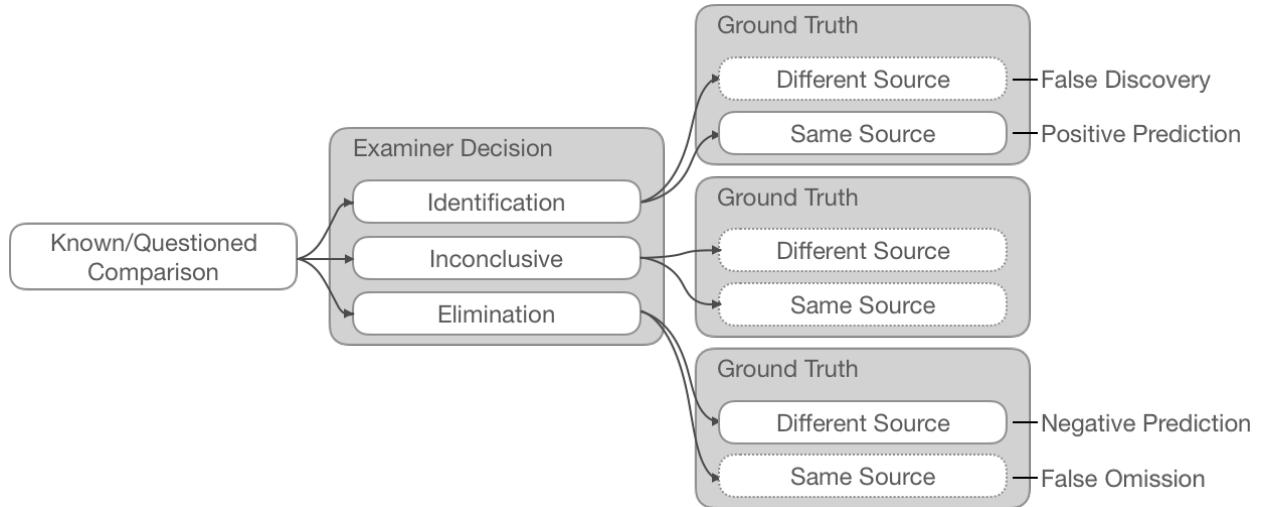 Known/Questioned
Comparison
Examiner Decision
Identification
Inconclusive
Elimination
Ground Truth
Different Source
False Discovery
Same Source
Positive Prediction
Ground Truth
Different Source
Same Source
Ground Truth
Different Source
Negative Prediction
Same Source
False Omission